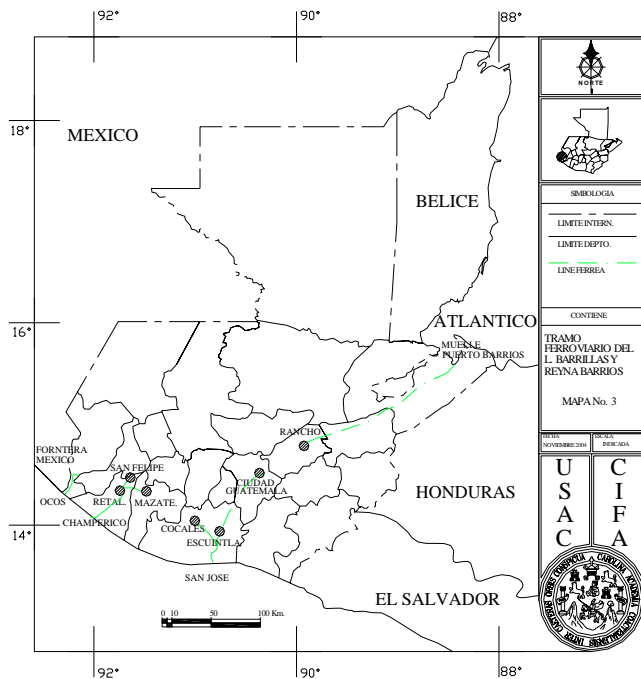 92°
90°
88°
18°
MEXICO
BELICE
16°
ATLANTICO
MUELLE
PUERTO BARRIOS
RANCHO
FORNTERA
MEXICO
SAN FELIPE
CIUDAD
GUATEMALA
OCOS
RETAL.
MAZATE.
HONDURAS
CHAMPERICO
COCALES
14°
ESCUINTLA
SAN JOSE
EL SALVADOR
0 10 50 100 Km.
92°
90°
88°
NORTE
SIMBOLOGIA
LIMITE INTERN.
LIMITE DEPTO.
LINE FERREA
CONTIENE
TRAMO
FERROVIARIO DEL
L. BARRILLAS Y
REYNA BARRIOS
MAPA No. 3
FECHA:
NOVIEMBRE 2004
ESCALA:
INDICADA
USAC
CIFA